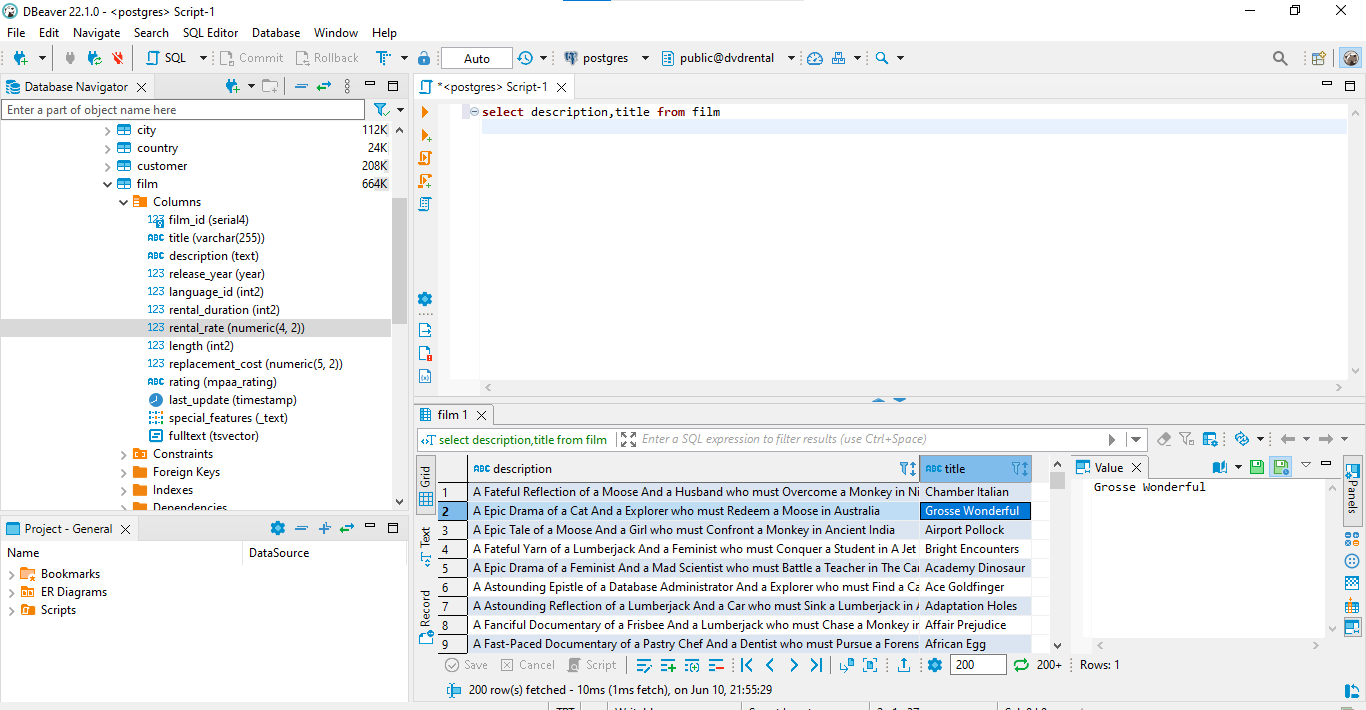 DBeaver 22.1.0 - <postgres> Script-1
File Edit Navigate Search SQL Editor Database Window Help
SQL Commit Rollback Auto postgres public@dvdrental
Database Navigator
*<postgres> Script-1
Enter a part of object name here
city 112K
country 24K
customer 208K
film 664K
Columns
123 film_id (serial4)
ABC title (varchar(255))
ABC description (text)
123 release_year (year)
123 language_id (int2)
123 rental_duration (int2)
123 rental_rate (numeric(4, 2))
123 length (int2)
123 replacement_cost (numeric(5, 2))
ABC rating (mpaa_rating)
last_update (timestamp)
special_features (_text)
fulltext (tsvector)
Constraints
Foreign Keys
Indexes
Dependencies
select description,title from film
Project - General
Name DataSource
Bookmarks
ER Diagrams
Scripts
film 1
select description,title from film Enter a SQL expression to filter results (use Ctrl+Space)
Grid
Text
Record
ABC description ABC title
1 A Fateful Reflection of a Moose And a Husband who must Overcome a Monkey in Ni Chamber Italian
2 A Epic Drama of a Cat And a Explorer who must Redeem a Moose in Australia Grosse Wonderful
3 A Epic Tale of a Moose And a Girl who must Confront a Monkey in Ancient India Airport Pollock
4 A Fateful Yarn of a Lumberjack And a Feminist who must Conquer a Student in A Jet Bright Encounters
5 A Epic Drama of a Feminist And a Mad Scientist who must Battle a Teacher in The Car Academy Dinosaur
6 A Astounding Epistle of a Database Administrator And a Explorer who must Find a Ca Ace Goldfinger
7 A Astounding Reflection of a Lumberjack And a Car who must Sink a Lumberjack in Adaptation Holes
8 A Fanciful Documentary of a Frisbee And a Lumberjack who must Chase a Monkey in Affair Prejudice
9 A Fast-Paced Documentary of a Pastry Chef And a Dentist who must Pursue a Forens African Egg
Value
Grosse Wonderful
Panels
Save Cancel Script 200 200+ Rows: 1
200 row(s) fetched - 10ms (1ms fetch), on Jun 10, 21:55:29